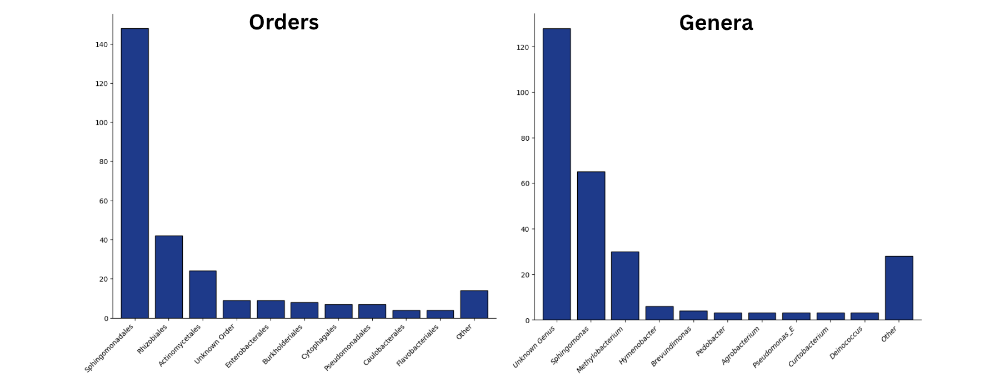 Orders
140
120
100
80
60
40
20
0
Sphingomonadales
Rhizobiales
Actinomycetales
Unknown Order
Enterobacterales
Burkholderiales
Cytophagales
Pseudomonadales
Caulobacterales
Flavobacteriales
Other
Genera
120
100
80
60
40
20
0
Unknown Genus
Sphingomonas
Methylobacterium
Hymenobacter
Brevundimonas
Pedobacter
Agrobacterium
Pseudomonas_E
Curtobacterium
Deinococcus
Other